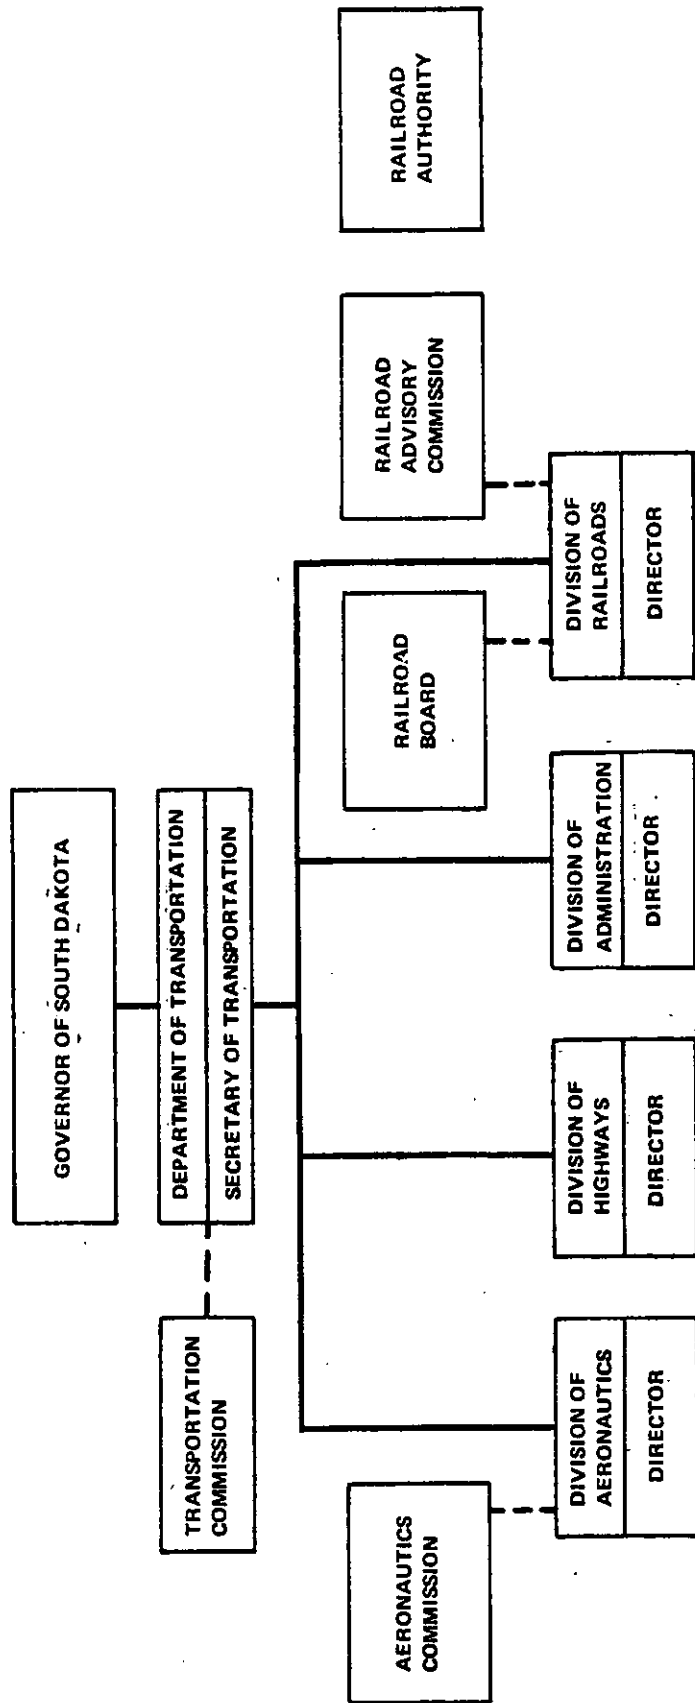 GOVERNOR OF SOUTH DAKOTA
TRANSPORTATION
COMMISSION
DEPARTMENT OF TRANSPORTATION
SECRETARY OF TRANSPORTATION
AERONAUTICS
COMMISSION
RAILROAD
BOARD
RAILROAD
ADVISORY
COMMISSION
RAILROAD
AUTHORITY
DIVISION OF
AERONAUTICS
DIRECTOR
DIVISION OF
HIGHWAYS
DIRECTOR
DIVISION OF
ADMINISTRATION
DIRECTOR
DIVISION OF
RAILROADS
DIRECTOR